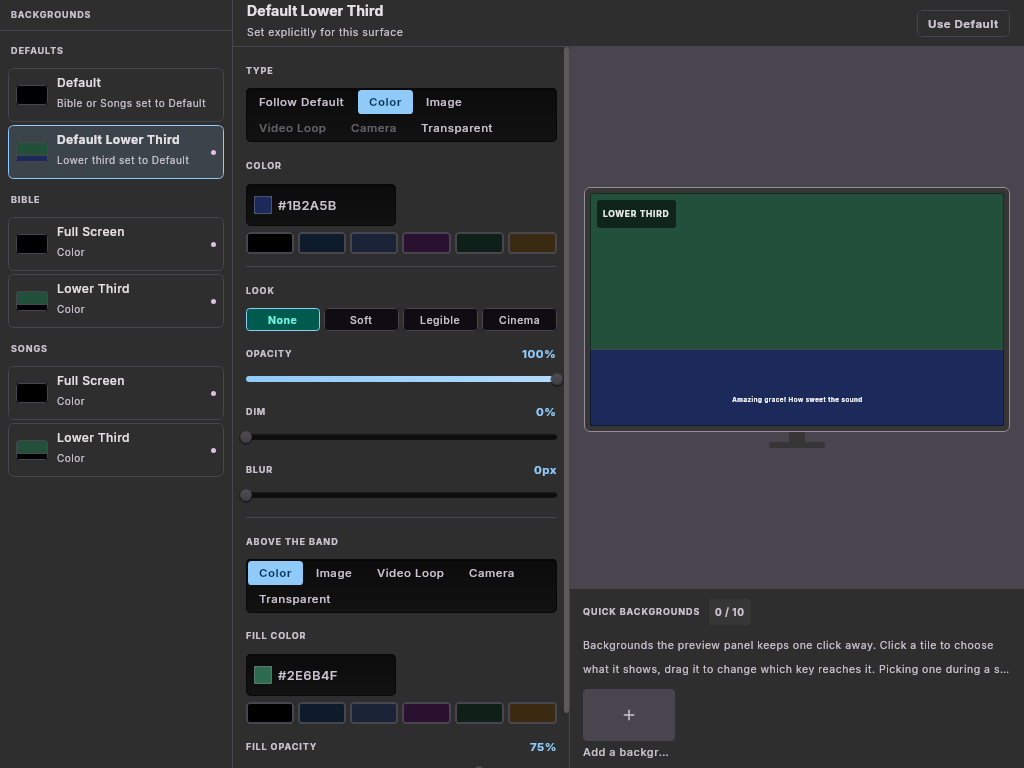 BACKGROUNDS
DEFAULTS
Default
Bible or Songs set to Default
Default Lower Third
Lower third set to Default
BIBLE
Full Screen
Color
Lower Third
Color
SONGS
Full Screen
Color
Lower Third
Color
Default Lower Third
Set explicitly for this surface
Use Default
TYPE
Follow Default Color Image
Video Loop Camera Transparent
COLOR
#1B2A5B
LOOK
None Soft Legible Cinema
OPACITY 100%
DIM 0%
BLUR 0px
ABOVE THE BAND
Color Image Video Loop Camera
Transparent
FILL COLOR
#2E6B4F
FILL OPACITY 75%
LOWER THIRD
Amazing grace! How sweet the sound
QUICK BACKGROUNDS 0 / 10
Backgrounds the preview panel keeps one click away. Click a tile to choose
what it shows, drag it to change which key reaches it. Picking one during a s...
+
Add a backgr...